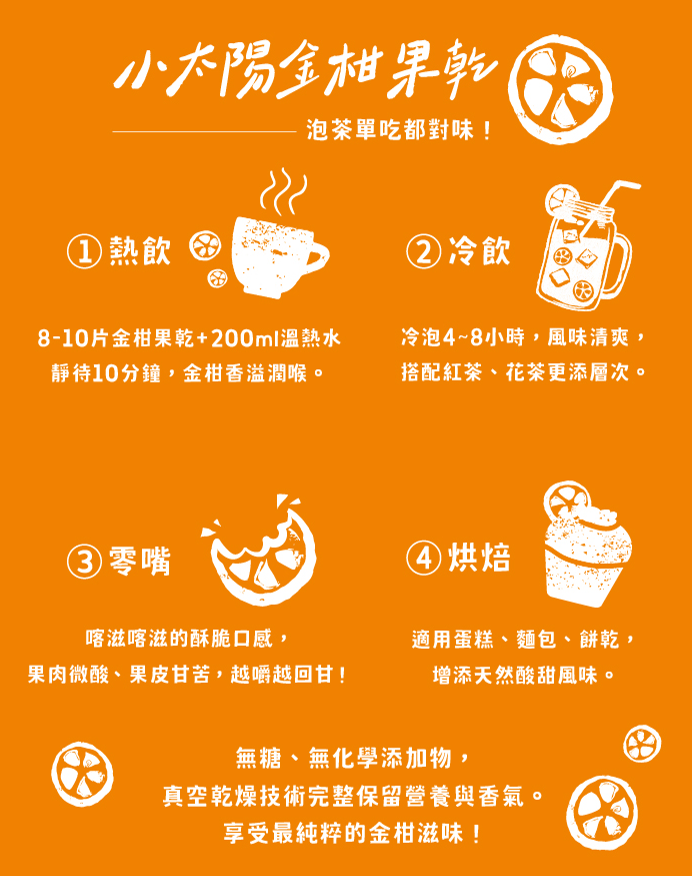 小太陽金柑果乾
泡茶單吃都對味！
① 熱飲
8-10片金柑果乾+200ml溫熱水
靜待10分鐘，金柑香溢潤喉。
② 冷飲
冷泡4~8小時，風味清爽，
搭配紅茶、花茶更添層次。
③ 零嘴
喀滋喀滋的酥脆口感，
果肉微酸、果皮甘苦，越嚼越回甘！
④ 烘焙
適用蛋糕、麵包、餅乾，
增添天然酸甜風味。
無糖、無化學添加物，
真空乾燥技術完整保留營養與香氣。
享受最純粹的金柑滋味！